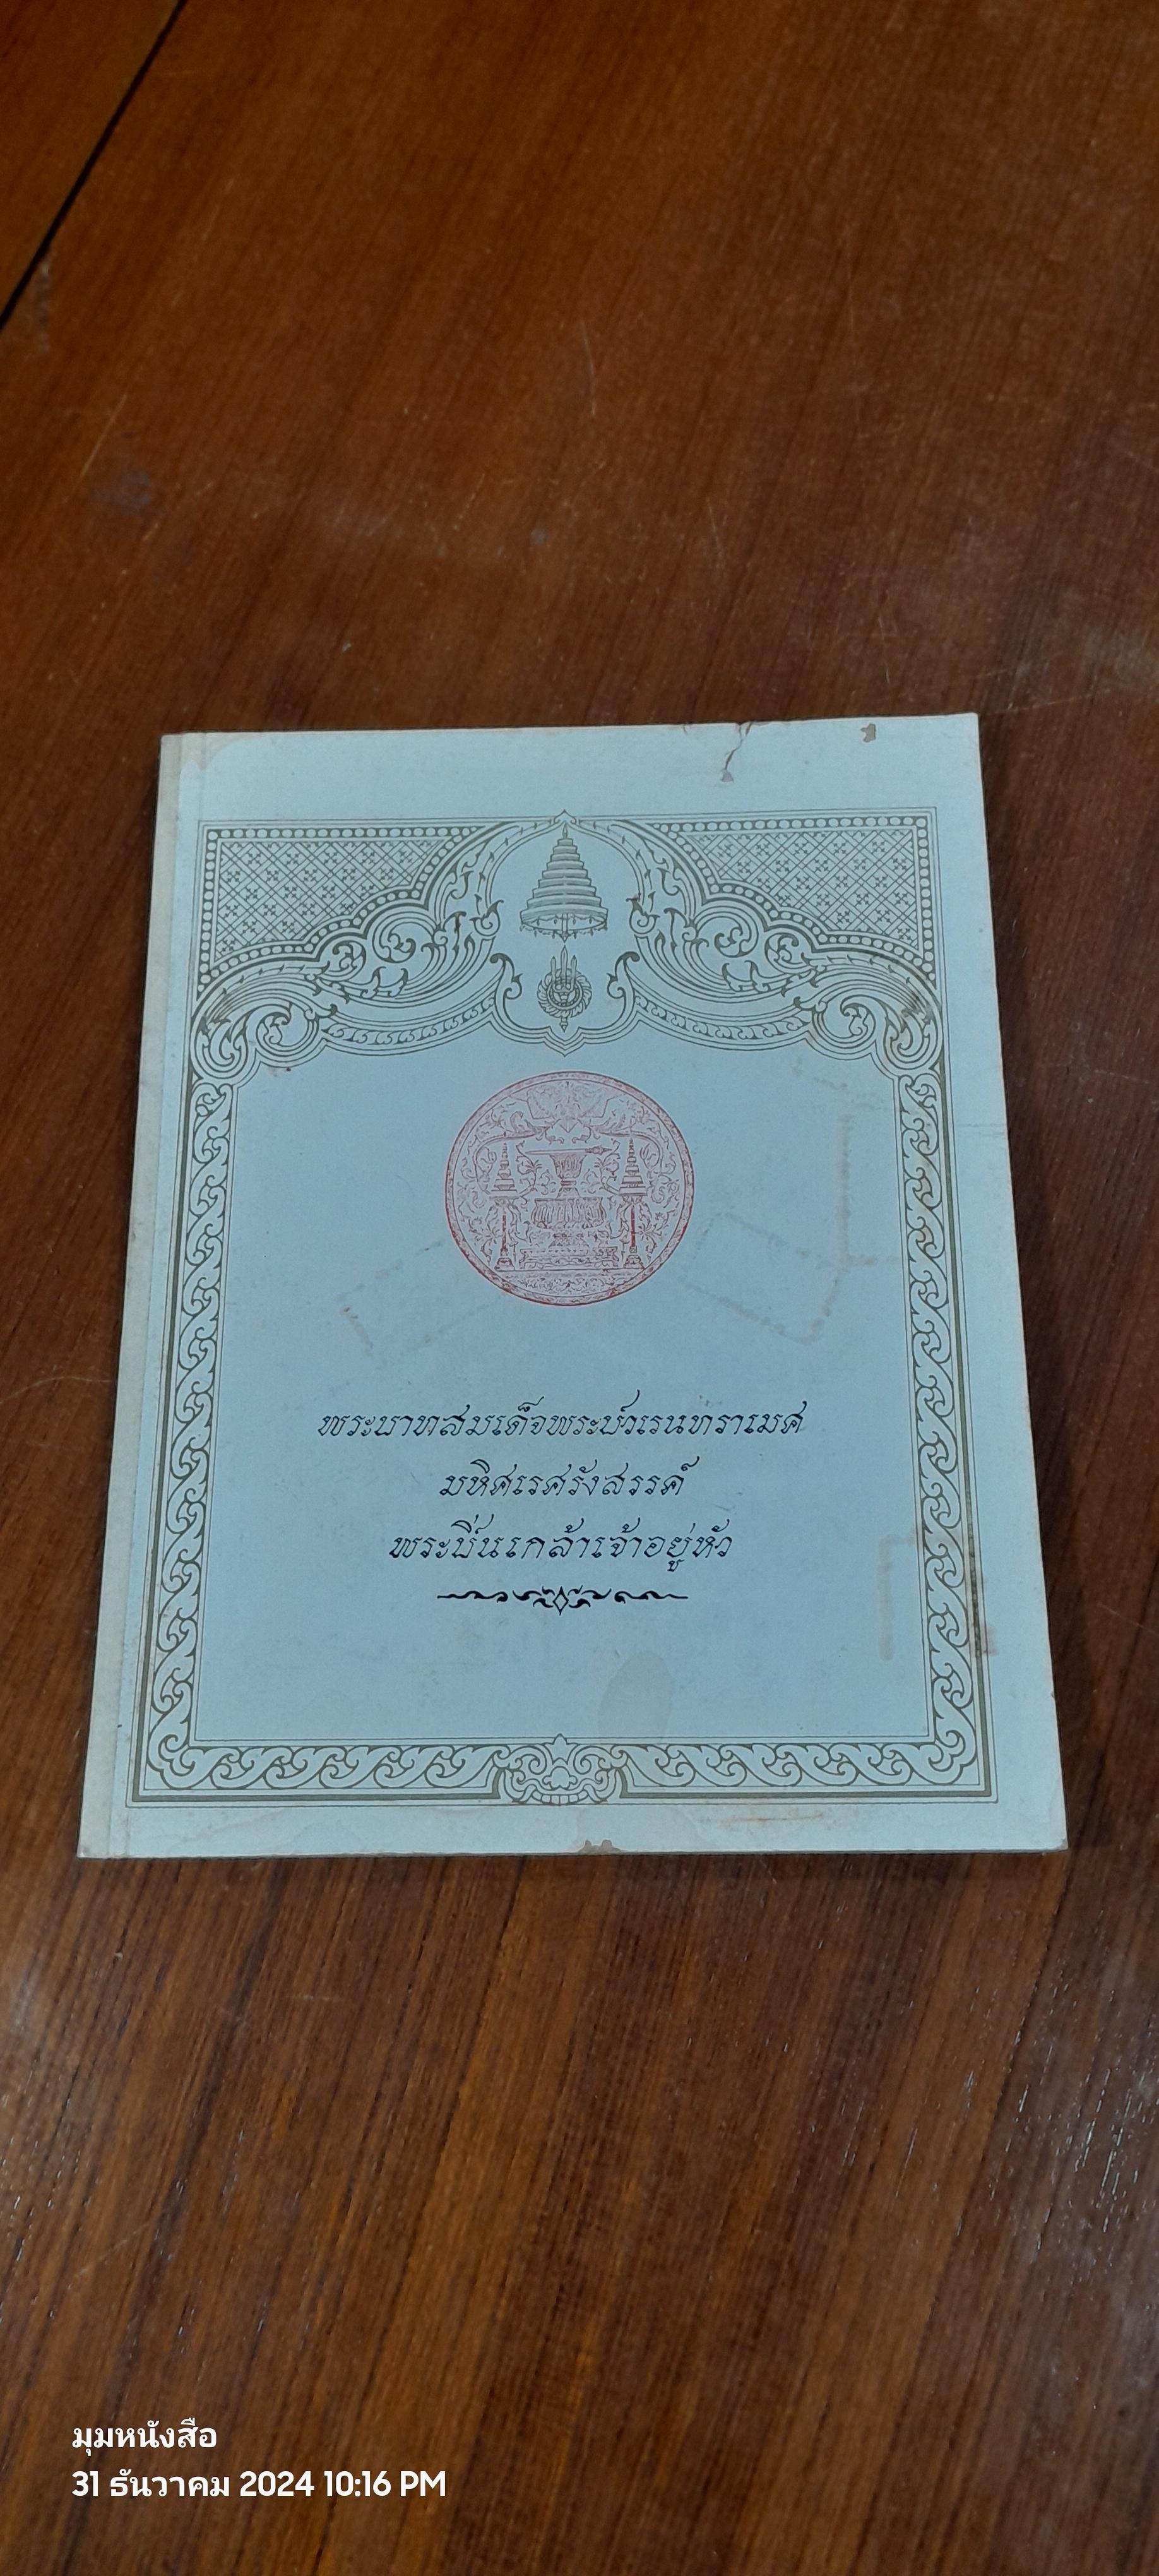 พระบาทสมเด็จพระบวรเรนทราเมศ
มหิศเรศรังสรรค์
พระปิ่นเกล้าเจ้าอยู่หัว
มุมหนังสือ
31 ธันวาคม 2024 10:16 PM